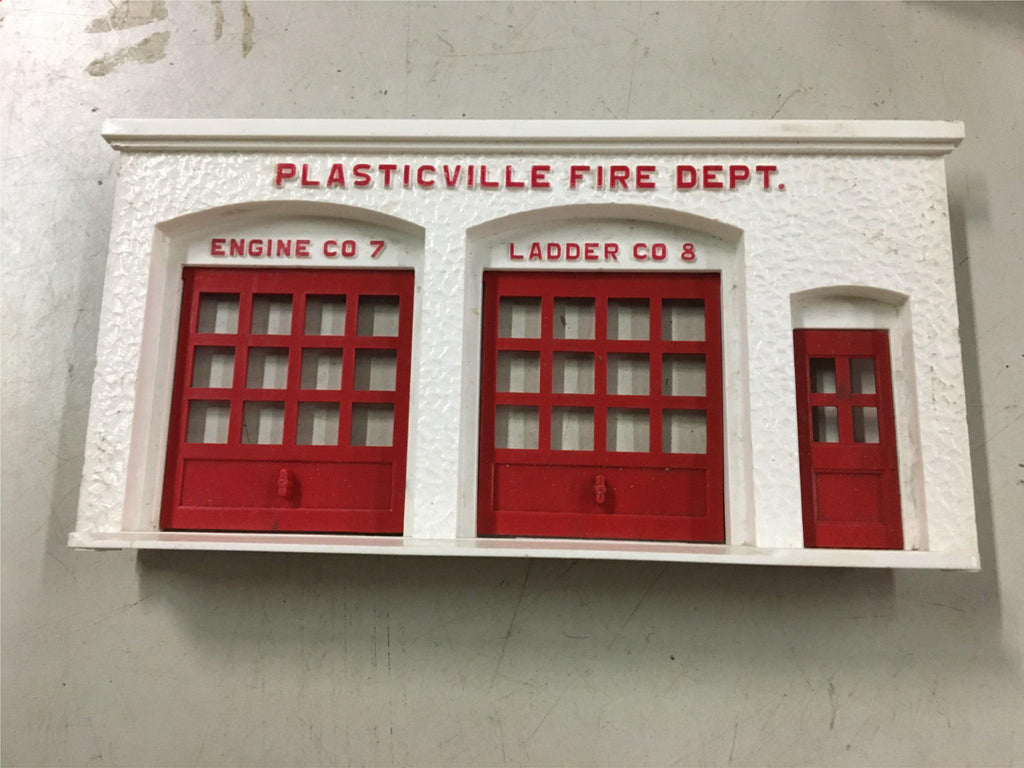 PLASTICVILLE FIRE DEPT.
ENGINE CO 7
LADDER CO 8